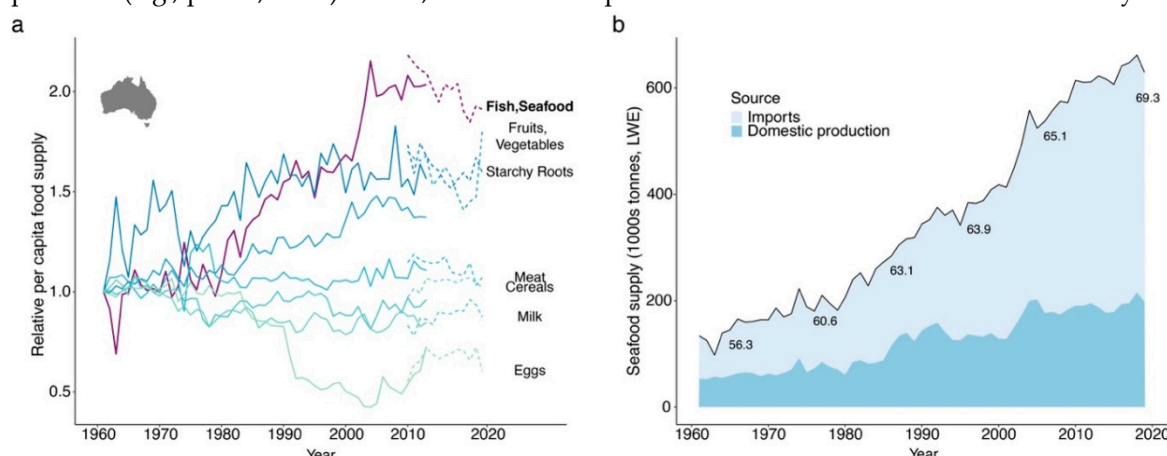 a
b
2.0
1.5
1.0
0.5
Relative per capita food supply
1960 1970 1980 1990 2000 2010 2020
Year
Fish,Seafood
Fruits,
Vegetables
Starchy Roots
Meat
Cereals
Milk
Eggs
600
400
200
0
Seafood supply (1000s tonnes, LWE)
Source
Imports
Domestic production
56.3
60.6
63.1
63.9
65.1
69.3
1960 1970 1980 1990 2000 2010 2020
Year